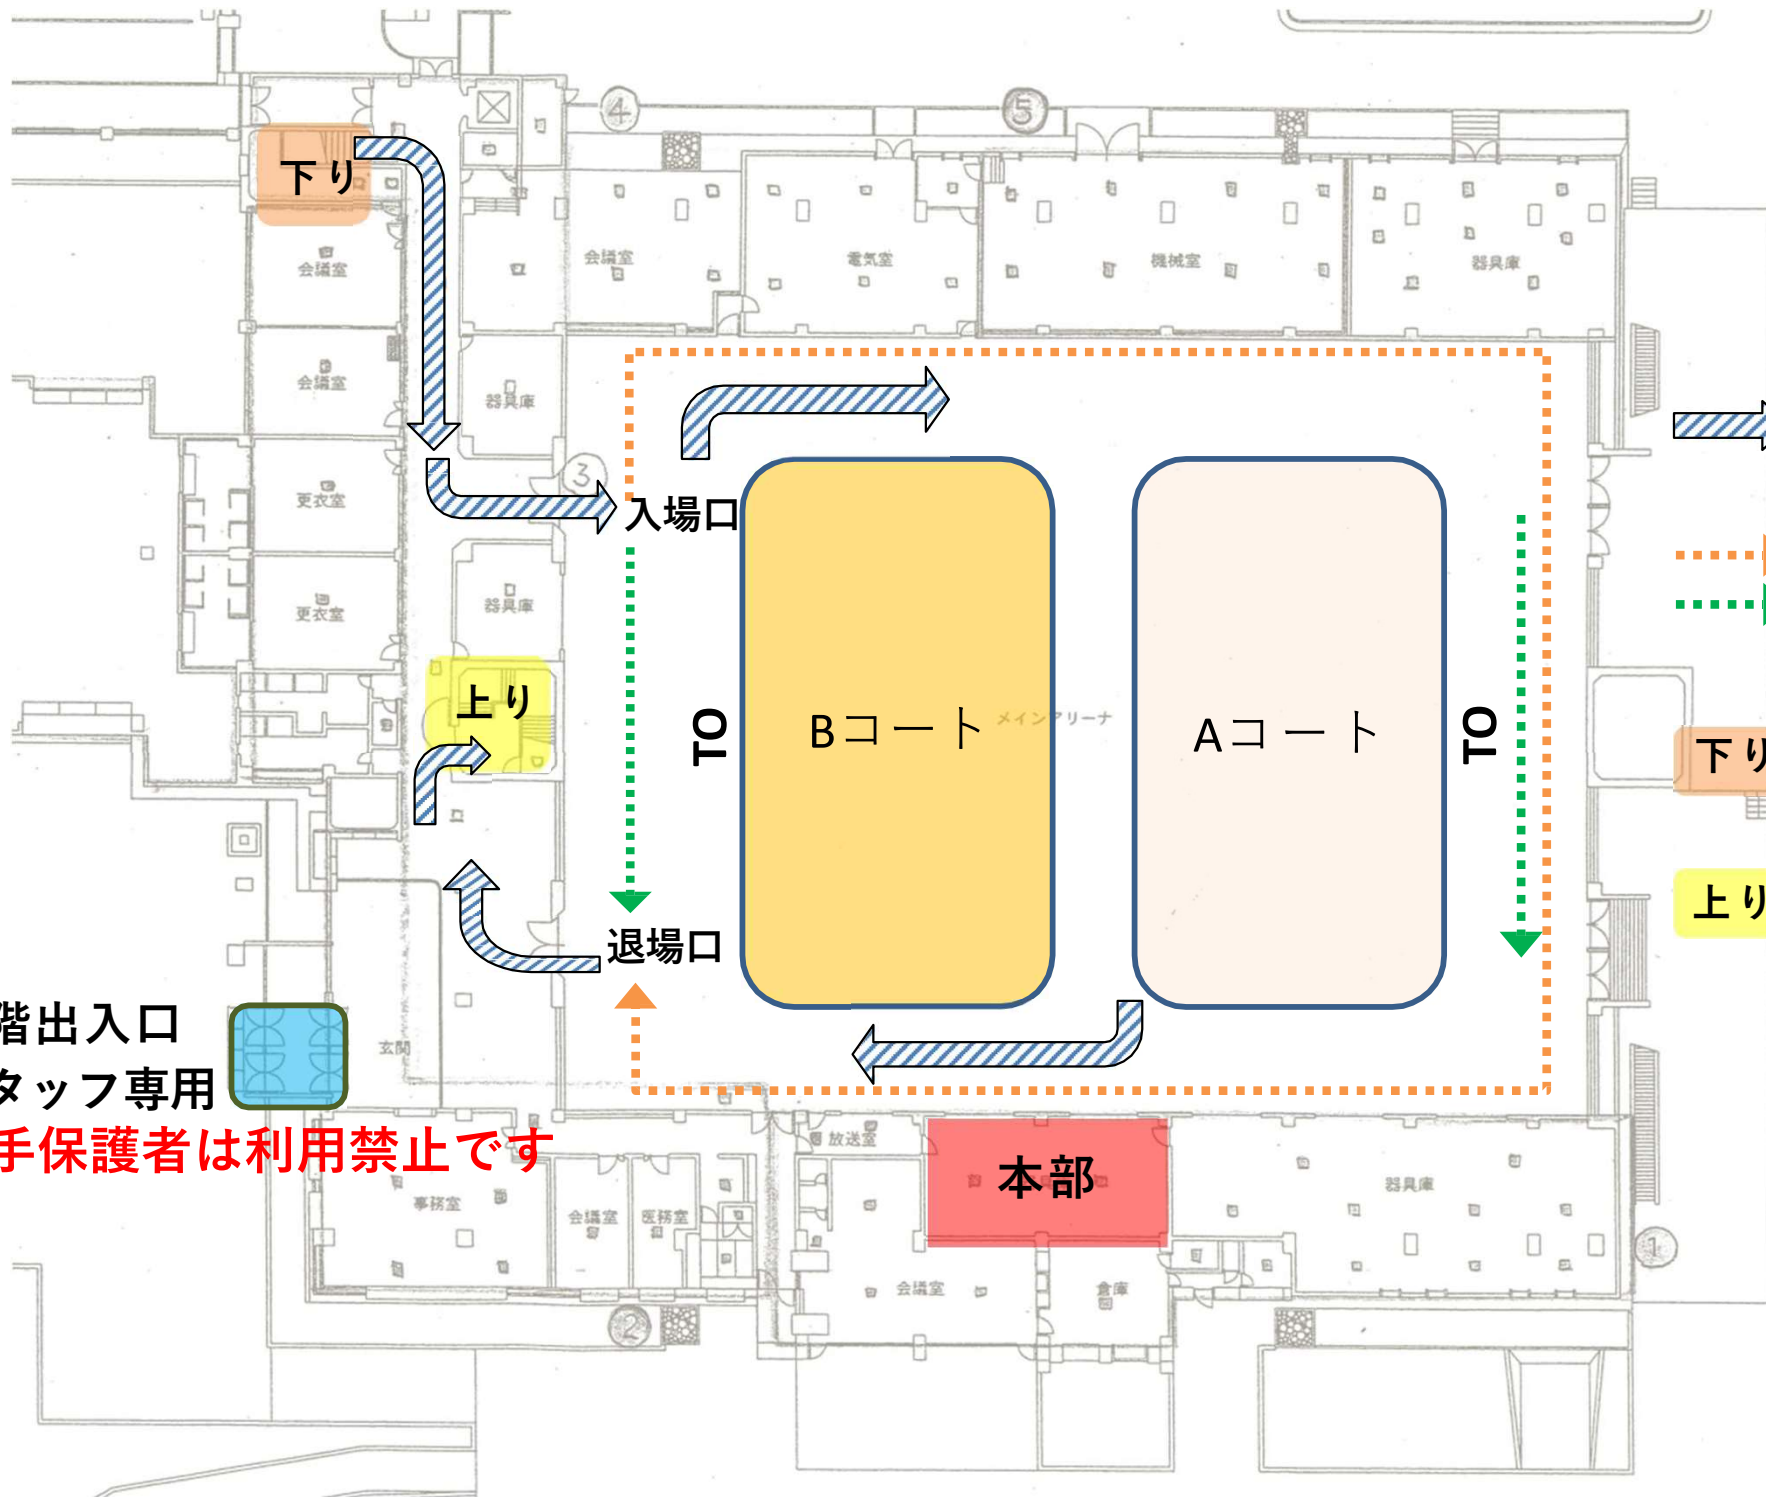 ④
⑤
下り
会議室
会議室
電気室
機械室
器具庫
会議室
器具庫
③
更衣室
入場口
更衣室
器具庫
上り
TO
Bコート
メインアリーナ
Aコート
TO
下り
上り
退場口
階出入口
タッフ専用
手保護者は利用禁止です
玄関
放送室
本部
事務室
会議室
医務室
器具庫
①
会議室
倉庫
②